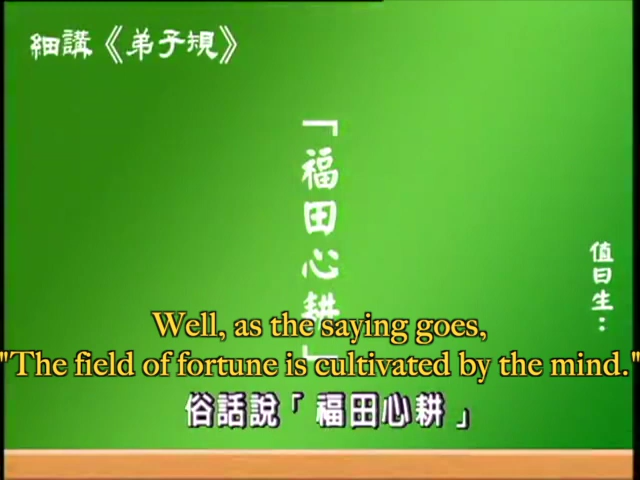 細講《弟子規》
「福田心耕」
值日生：
Well, as the saying goes,
"The field of fortune is cultivated by the mind."
俗話說「福田心耕」